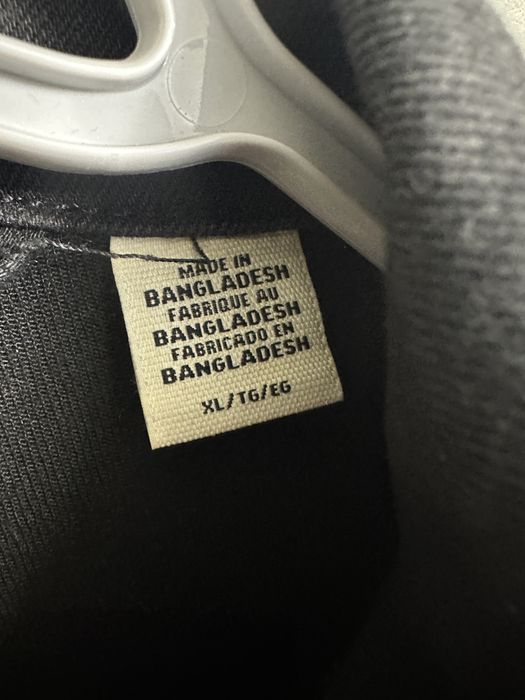 MADE IN
BANGLADESH
FABRIQUE AU
BANGLADESH
FABRICADO EN
BANGLADESH
XL/TG/EG